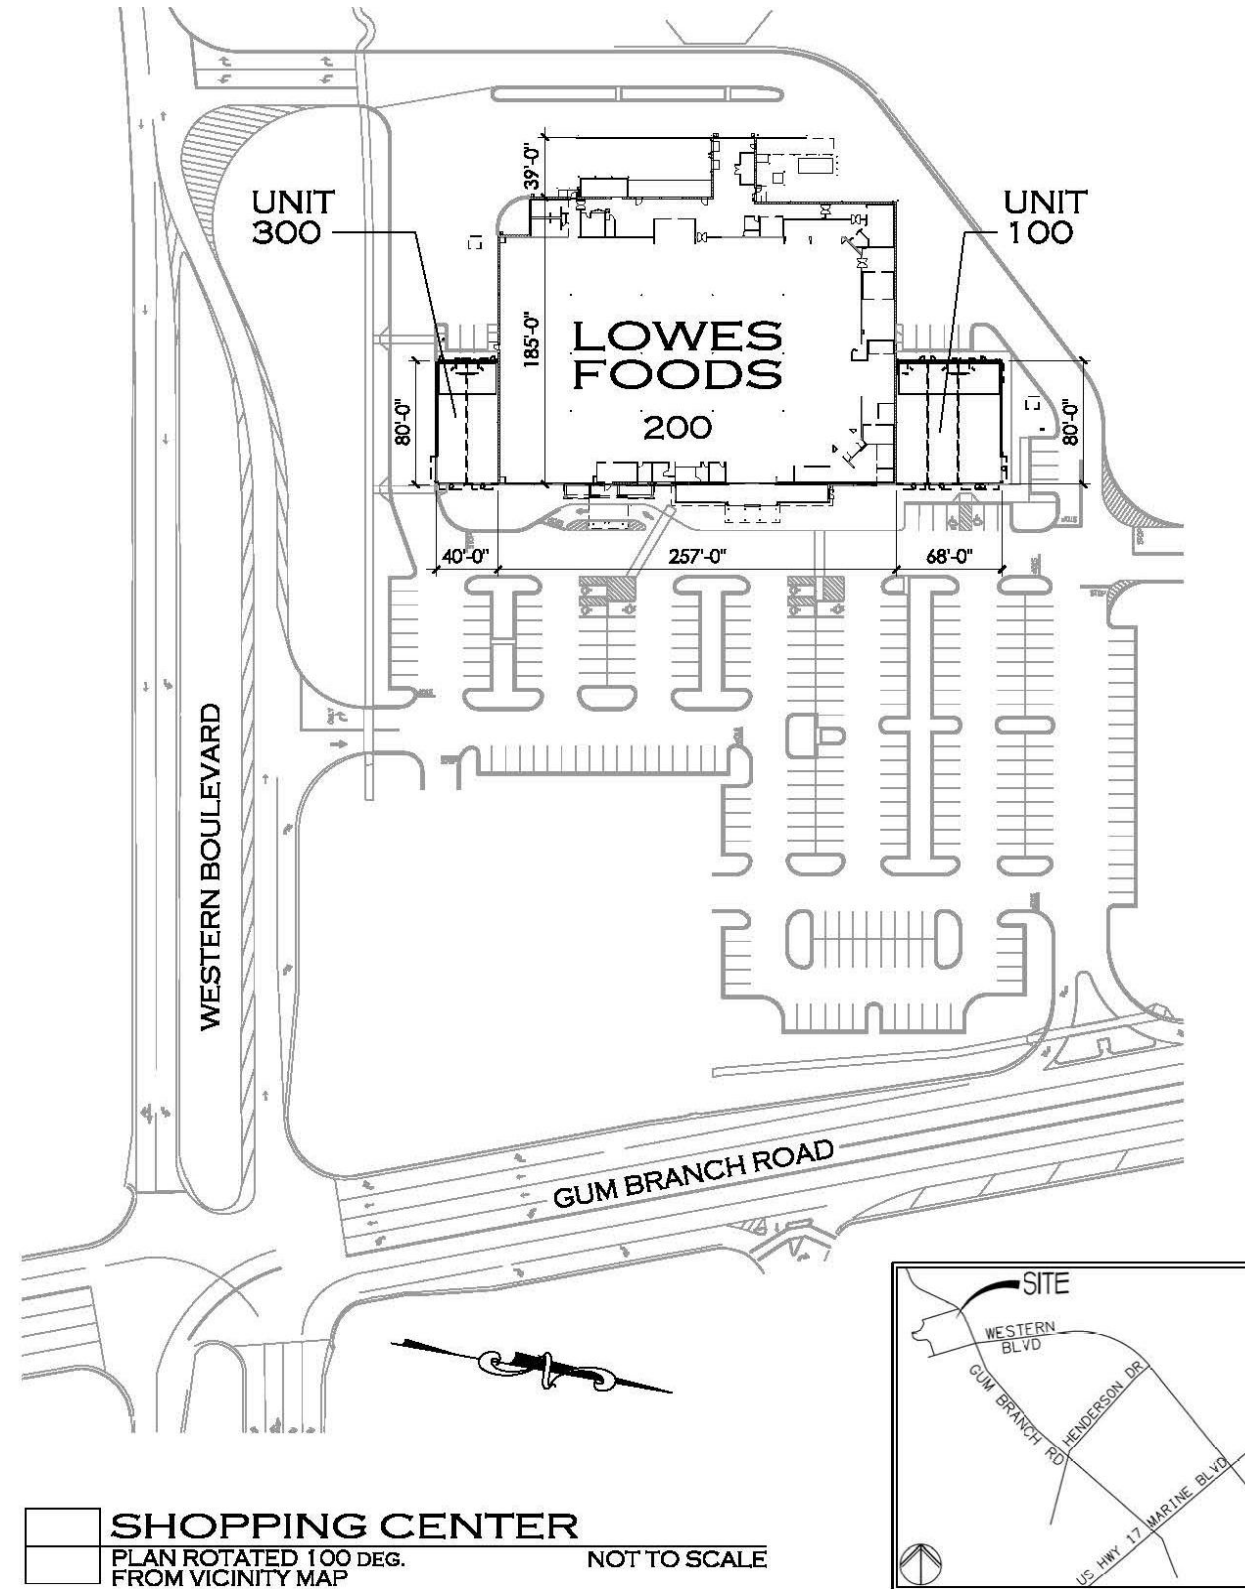 UNIT
300
UNIT
100
39'-0"
185'-0"
LOWES
FOODS
200
80'-0"
80'-0"
40'-0"
257'-0"
68'-0"
STOP
ONLY
WESTERN BOULEVARD
GUM BRANCH ROAD
SITE
WESTERN
BLVD
GUM BRANCH RD
HENDERSON DR
US HWY 17 MARINE BLVD
SHOPPING CENTER
PLAN ROTATED 100 DEG.
FROM VICINITY MAP
NOT TO SCALE